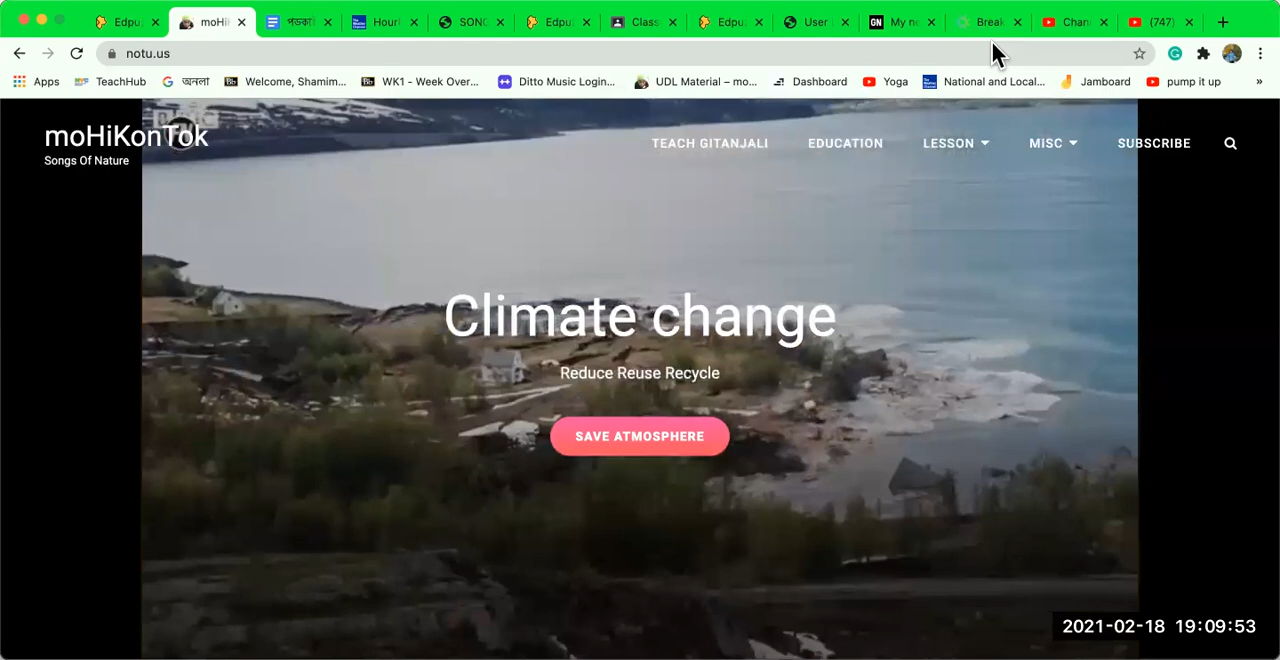 Edpu
moHi
পডকা
Hourl
SONG
Edpu
Class
Edpu
User
GN My ne
Break
Chan
(747)
notu.us
Apps TeachHub অনলা Welcome, Shamim... WK1 - Week Over... Ditto Music Login... UDL Material – mo... Dashboard Yoga National and Local... Jamboard pump it up »
moHiKonTok
Songs Of Nature
TEACH GITANJALI EDUCATION LESSON MISC SUBSCRIBE
Climate change
Reduce Reuse Recycle
SAVE ATMOSPHERE
2021-02-18 19:09:53